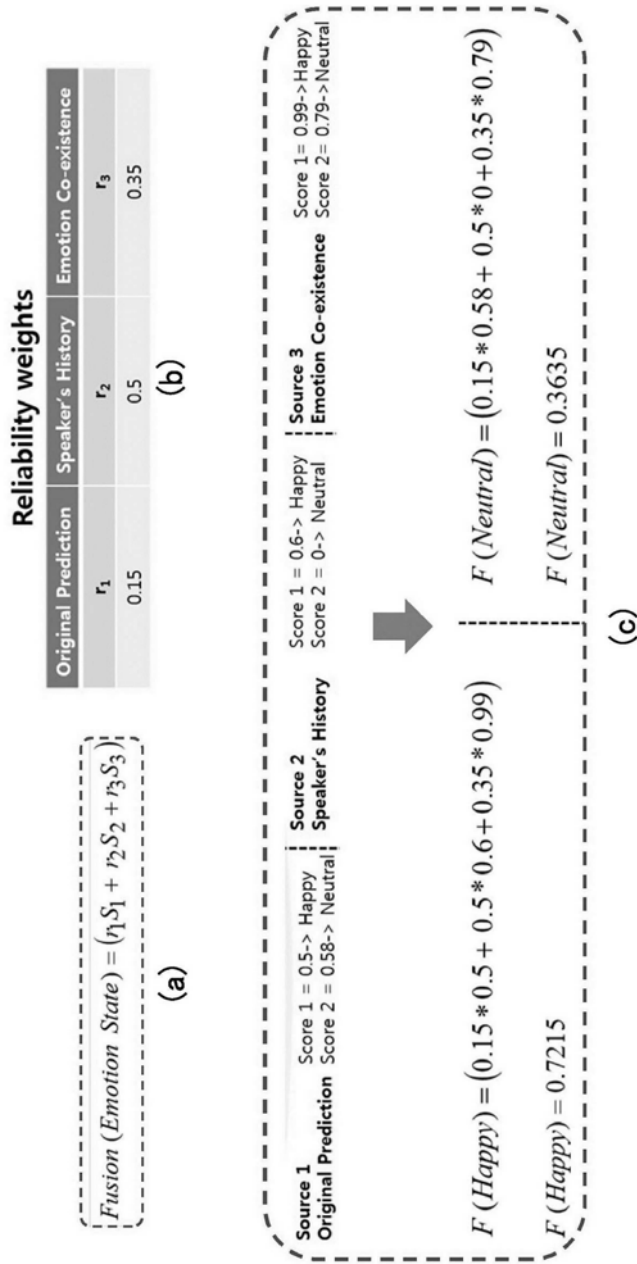 Fusion (Emotion State) = (r₁S₁ + r₂S₂ + r₃S₃)
(a)
Reliability weights
Original Prediction Speaker's History Emotion Co-existence
r₁ r₂ r₃
0.15 0.5 0.35
(b)
Source 1
Original Prediction
Score 1 = 0.5-> Happy
Score 2 = 0.58-> Neutral
Source 2
Speaker's History
Score 1 = 0.6-> Happy
Score 2 = 0-> Neutral
Source 3
Emotion Co-existence
Score 1= 0.99->Happy
Score 2= 0.79->Neutral
F (Happy) = (0.15*0.5 + 0.5*0.6 + 0.35*0.99)
F (Happy) = 0.7215
F (Neutral) = (0.15*0.58 + 0.5*0 + 0.35*0.79)
F (Neutral) = 0.3635
(c)